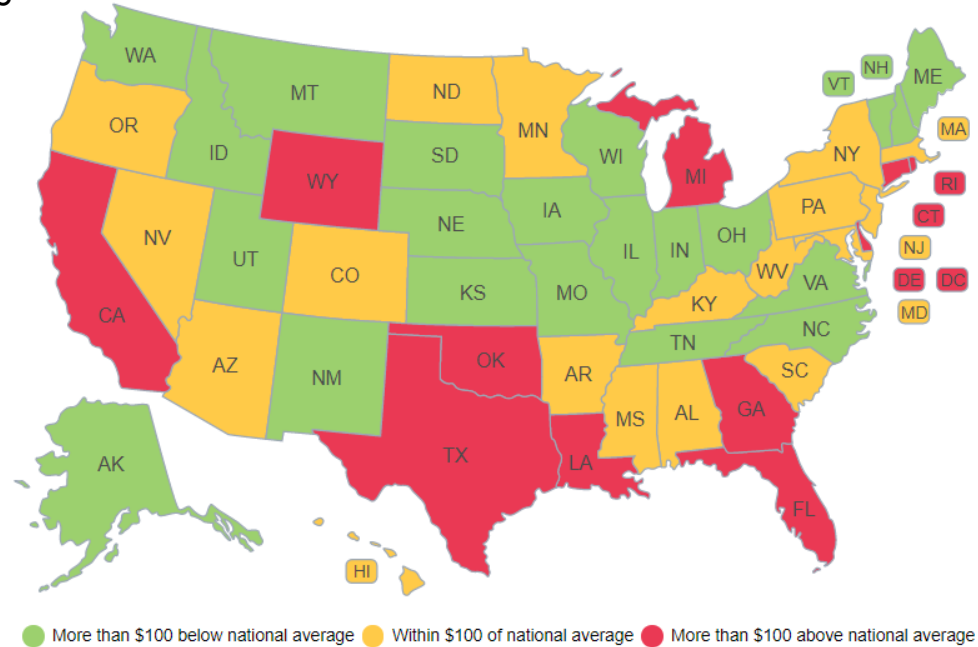 WA
MT
ND
MN
VT
NH
ME
OR
ID
SD
WI
MI
NY
MA
WY
RI
NE
IA
PA
CT
NV
UT
CO
IL
IN
OH
NJ
KS
MO
WV
VA
DE
DC
CA
KY
MD
AZ
NM
OK
AR
TN
NC
SC
MS
AL
GA
AK
TX
LA
FL
HI
More than $100 below national average Within $100 of national average More than $100 above national average